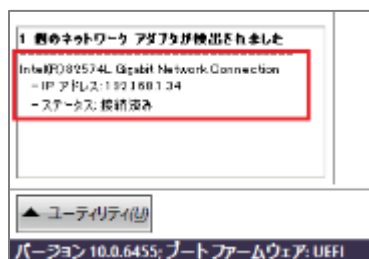 1 個のネットワーク アダプタが検出されました
Intel(R) 82574L Gigabit Network Connection
- IP アドレス: 192.168.1.34
- ステータス: 接続済み
▲ ユーティリティ(U)
バージョン 10.0.6455; ブート ファームウェア: UEFI